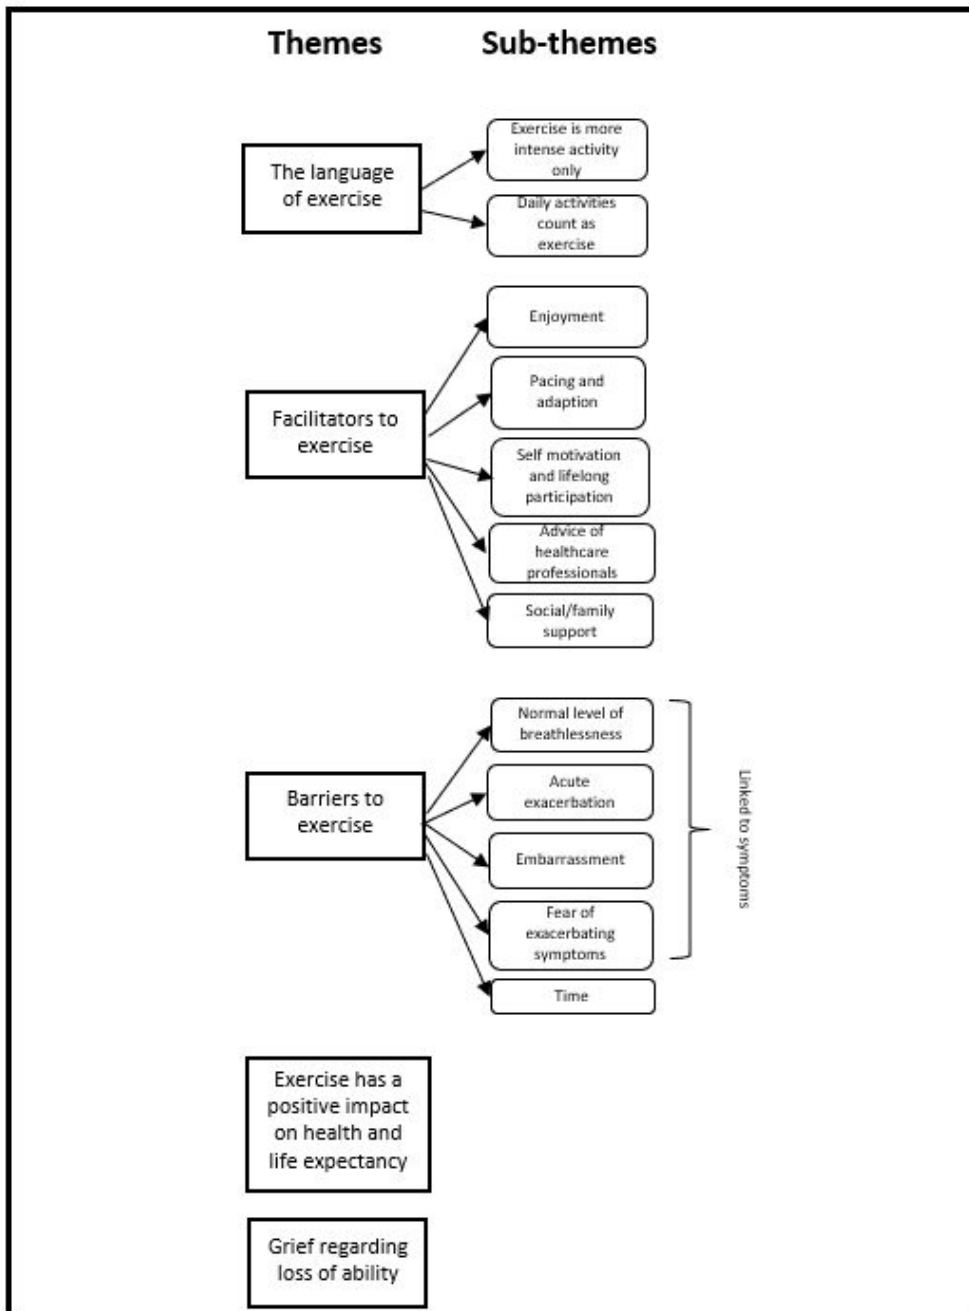 Themes
Sub-themes
The language
of exercise
Exercise is more
intense activity
only
Daily activities
count as
exercise
Facilitators to
exercise
Enjoyment
Pacing and
adaption
Self motivation
and lifelong
participation
Advice of
healthcare
professionals
Social/family
support
Barriers to
exercise
Normal level of
breathlessness
Acute
exacerbation
Embarrassment
Fear of
exacerbating
symptoms
Time
Linked to symptoms
Exercise has a
positive impact
on health and
life expectancy
Grief regarding
loss of ability